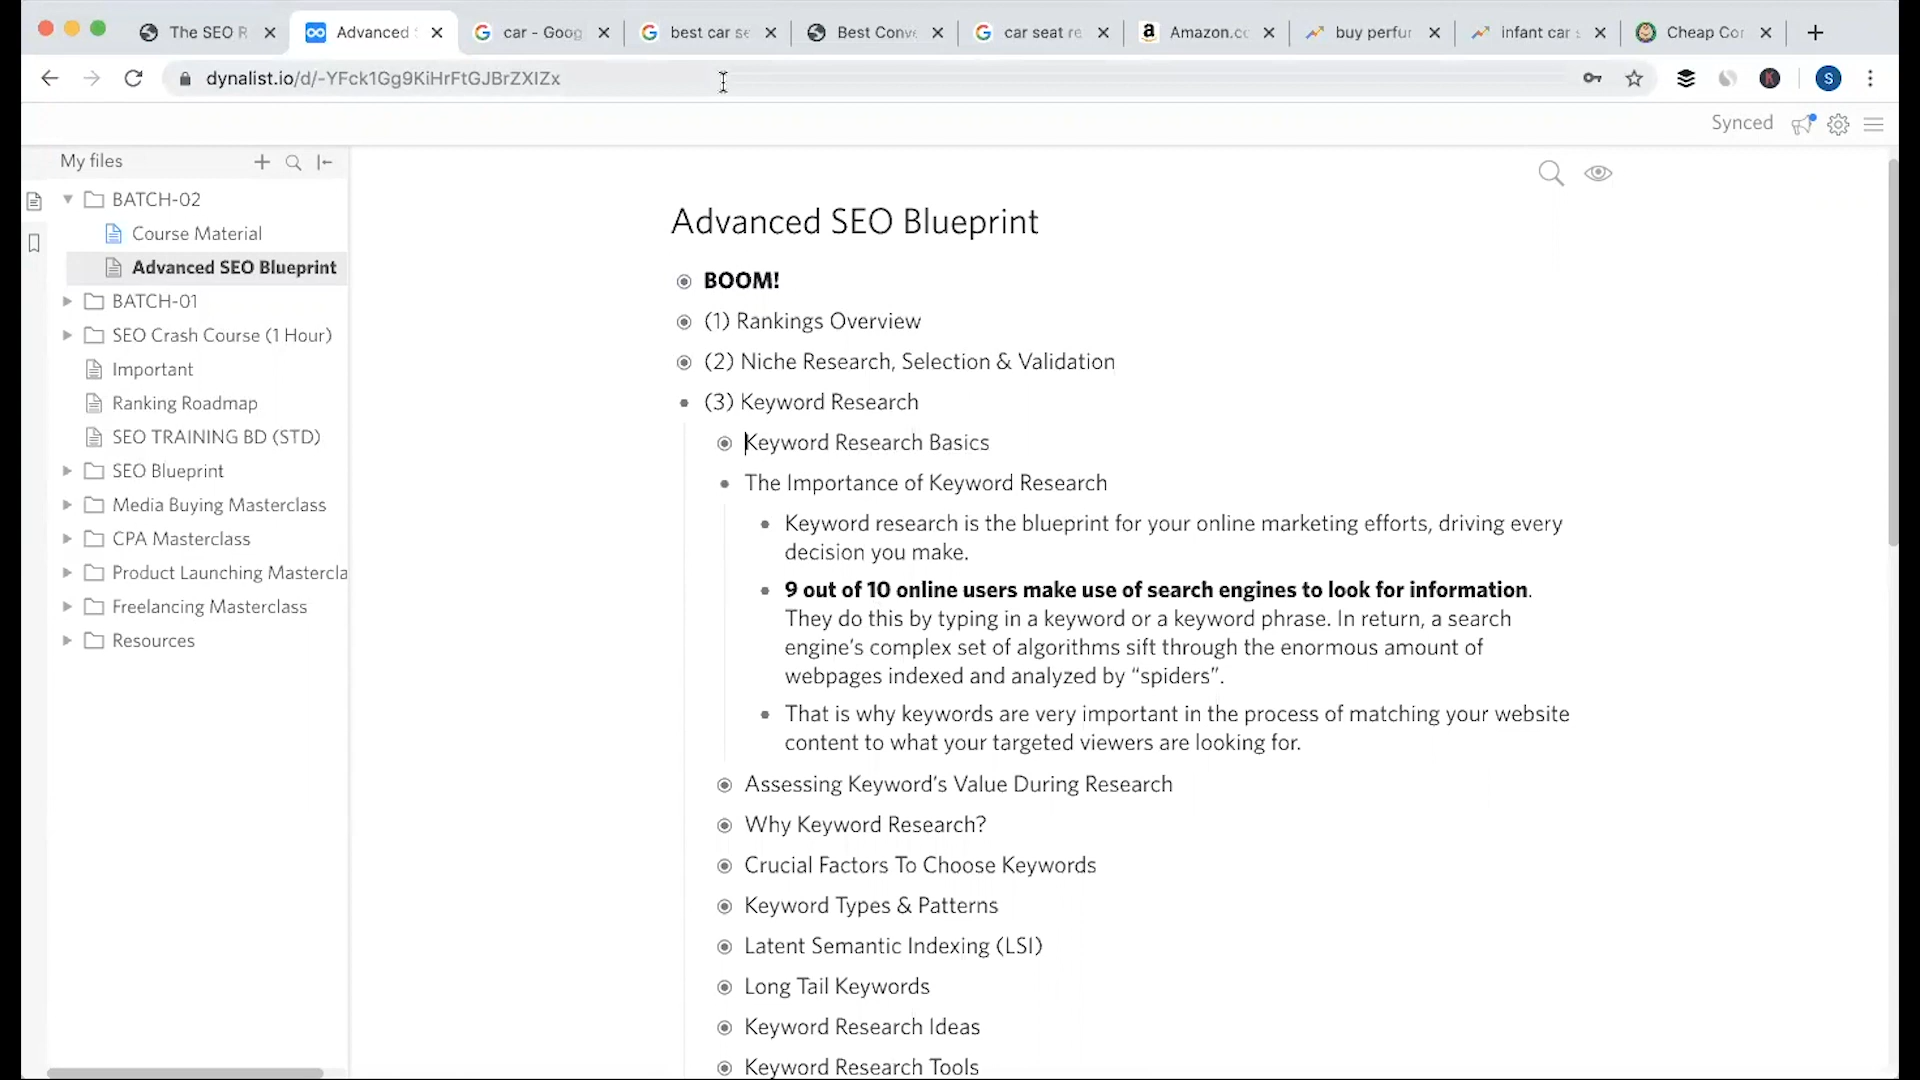 The SEO R
Advanced
car - Goog
best car se
Best Conve
car seat re
Amazon.cc
buy perfur
infant car
Cheap Cor
dynalist.io/d/-YFck1Gg9KiHrFtGJBrZXIZx
S
Synced
My files
BATCH-02
Course Material
Advanced SEO Blueprint
BATCH-01
SEO Crash Course (1 Hour)
Important
Ranking Roadmap
SEO TRAINING BD (STD)
SEO Blueprint
Media Buying Masterclass
CPA Masterclass
Product Launching Mastercla
Freelancing Masterclass
Resources
Advanced SEO Blueprint
BOOM!
(1) Rankings Overview
(2) Niche Research, Selection & Validation
(3) Keyword Research
Keyword Research Basics
The Importance of Keyword Research
Keyword research is the blueprint for your online marketing efforts, driving every
decision you make.
9 out of 10 online users make use of search engines to look for information.
They do this by typing in a keyword or a keyword phrase. In return, a search
engine’s complex set of algorithms sift through the enormous amount of
webpages indexed and analyzed by “spiders”.
That is why keywords are very important in the process of matching your website
content to what your targeted viewers are looking for.
Assessing Keyword’s Value During Research
Why Keyword Research?
Crucial Factors To Choose Keywords
Keyword Types & Patterns
Latent Semantic Indexing (LSI)
Long Tail Keywords
Keyword Research Ideas
Keyword Research Tools